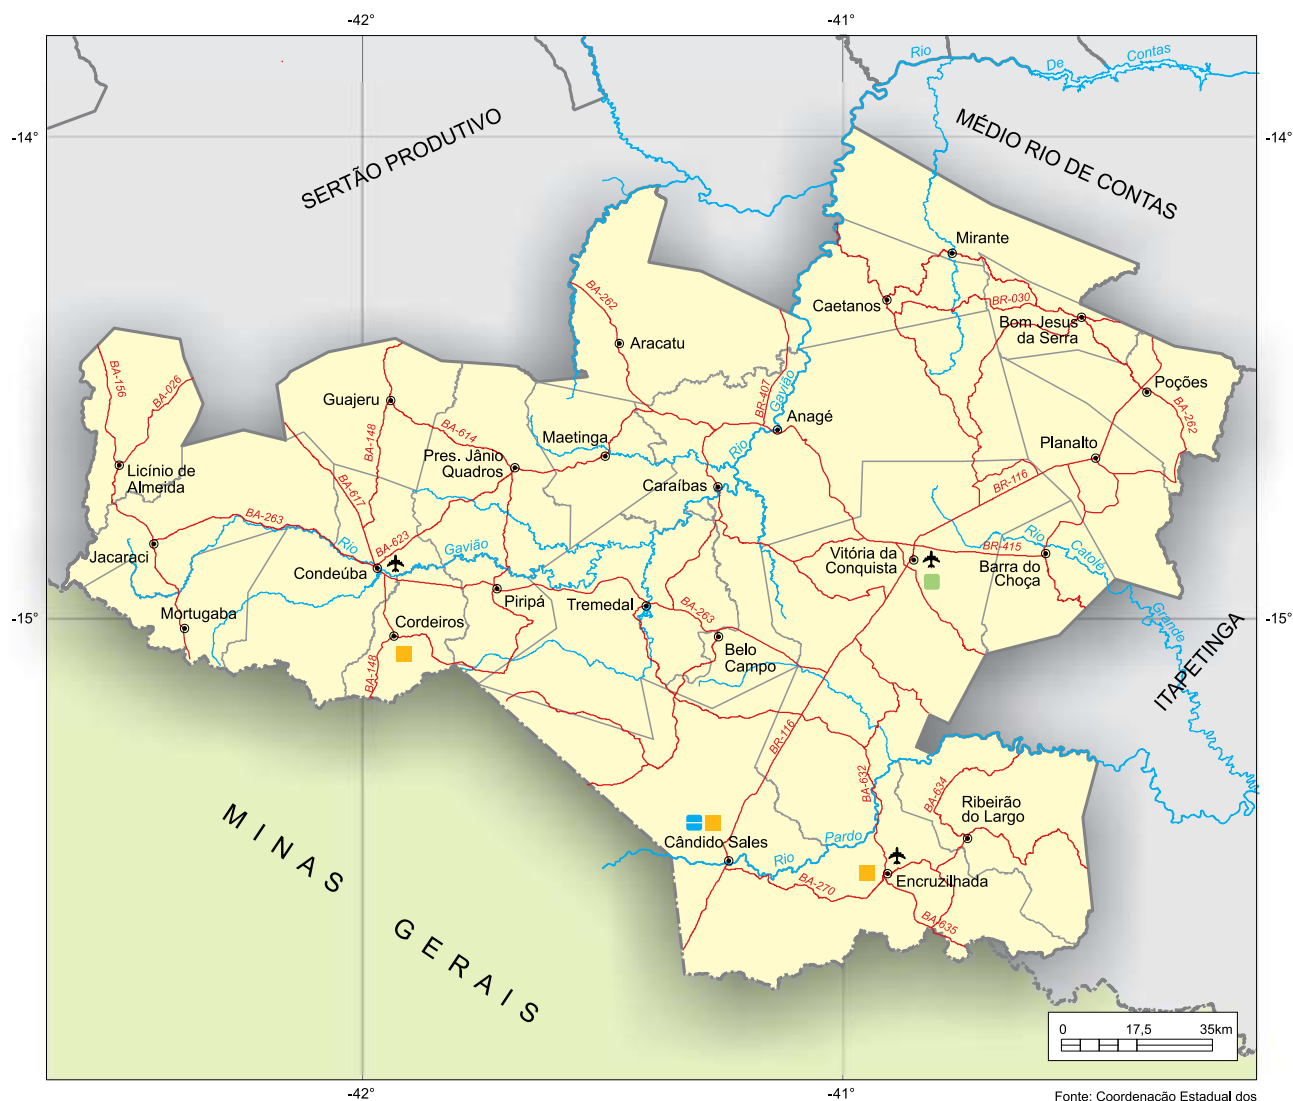 -42°
-41°
-14°
-14°
-15°
-15°
-42°
-41°
SERTÃO PRODUTIVO
MÉDIO RIO DE CONTAS
ITAPETINGA
MINAS GERAIS
Rio
De
Contas
Mirante
Caetanos
BR-030
Bom Jesus
da Serra
BA-262
Aracatu
Poções
BA-262
BA-156
BA-026
Guajeru
BA-148
BA-614
Maetinga
BR-407
Gavião
Rio
Anagé
Planalto
Licínio de
Almeida
Pres. Jânio
Quadros
Caraíbas
BR-116
BA-617
BA-263
BA-623
Jacaraci
Rio
Gavião
Condeúba
Vitória da
Conquista
BR-415
Barra do
Choça
Rio
Catolé
Grande
Mortugaba
Piripá
Tremedal
BA-263
Cordeiros
BA-148
Belo
Campo
BR-116
BA-632
BA-634
Ribeirão
do Largo
Cândido Sales
Rio
Pardo
BA-270
Encruzilhada
BA-635
0 17,5 35km
Fonte: Coordenação Estadual dos